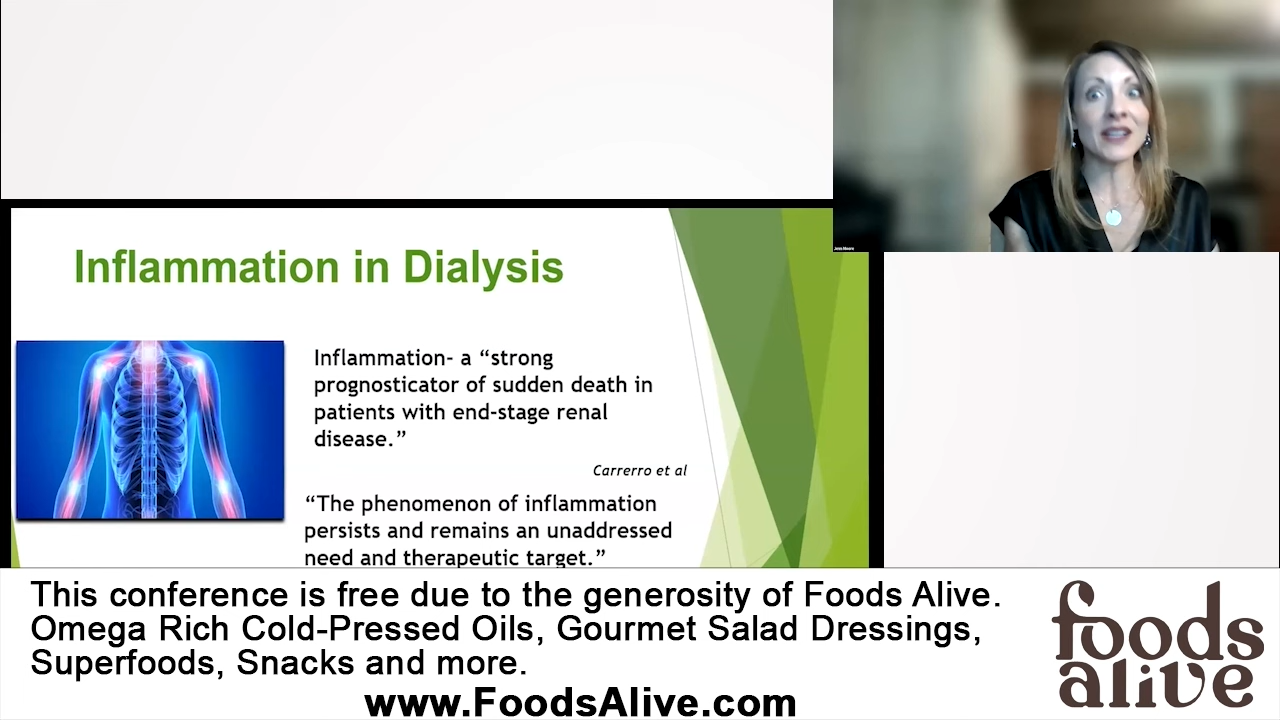 Jenn Moore
Inflammation in Dialysis
Inflammation- a “strong
prognosticator of sudden death in
patients with end-stage renal
disease.”
Carrerro et al
“The phenomenon of inflammation
persists and remains an unaddressed
need and therapeutic target.”
This conference is free due to the generosity of Foods Alive.
Omega Rich Cold-Pressed Oils, Gourmet Salad Dressings,
Superfoods, Snacks and more.
www.FoodsAlive.com
foods
alive